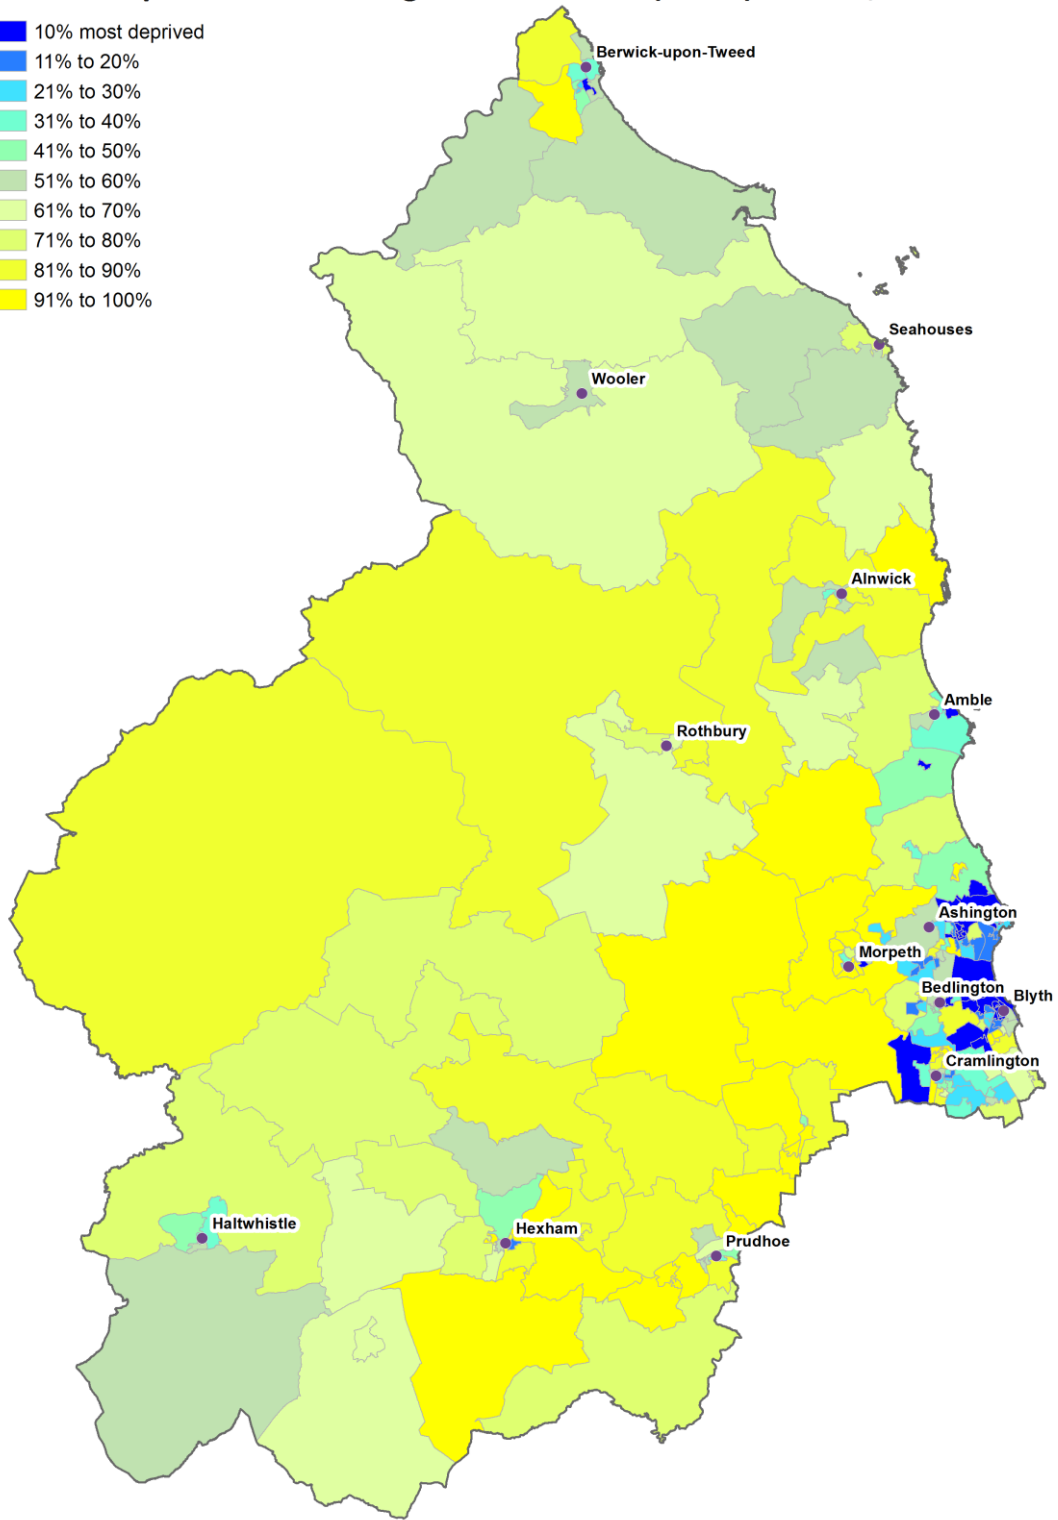 10% most deprived
11% to 20%
21% to 30%
31% to 40%
41% to 50%
51% to 60%
61% to 70%
71% to 80%
81% to 90%
91% to 100%
Berwick-upon-Tweed
Seahouses
Wooler
Alnwick
Amble
Rothbury
Ashington
Morpeth
Bedlington
Blyth
Cramlington
Haltwhistle
Hexham
Prudhoe